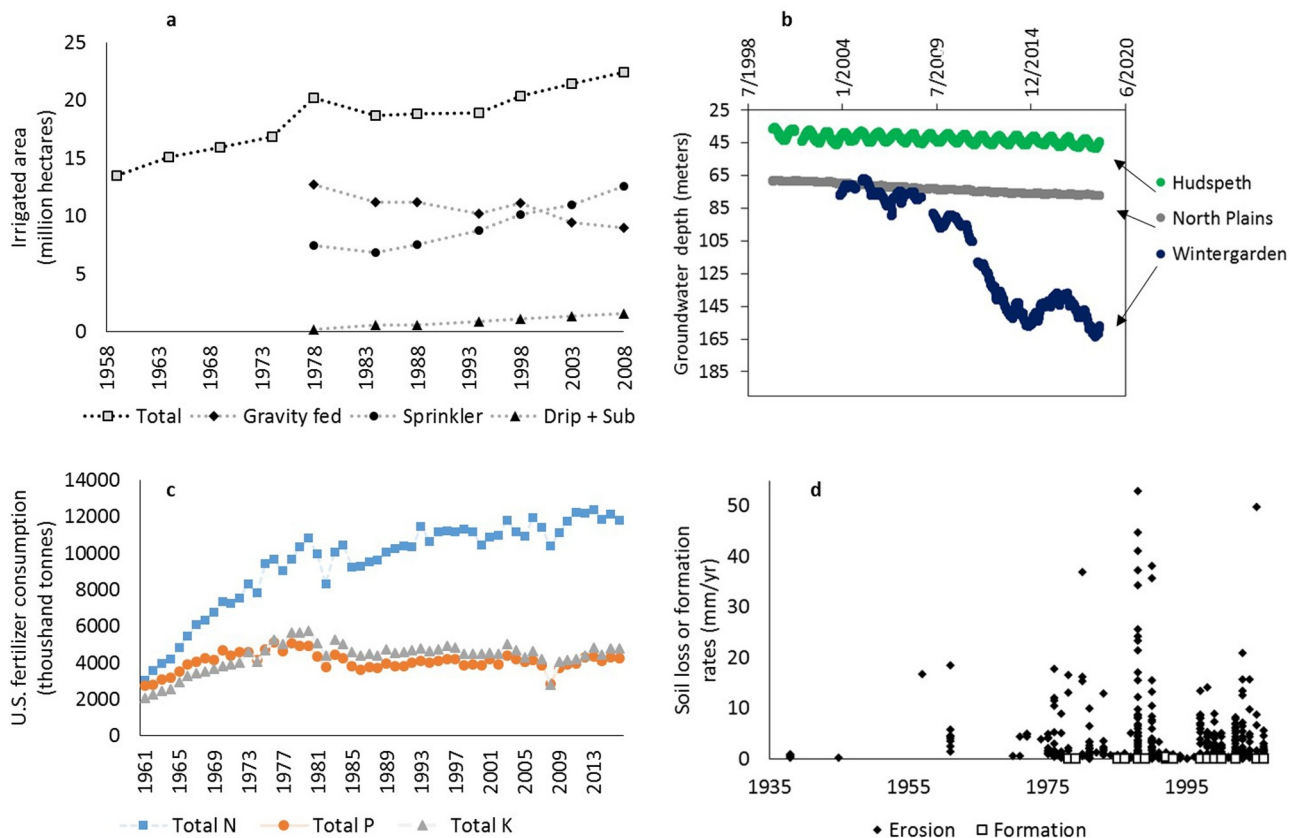 a
25
20
15
10
5
0
Irrigated area
(million hectares)
1958
1963
1968
1973
1978
1983
1988
1993
1998
2003
2008
Total
Gravity fed
Sprinkler
Drip + Sub
b
7/1998
1/2004
7/2009
12/2014
6/2020
25
45
65
85
105
125
145
165
185
Groundwater depth (meters)
Hudspeth
North Plains
Wintergarden
c
14000
12000
10000
8000
6000
4000
2000
0
U.S. fertilizer consumption
(thoushand tonnes)
1961
1965
1969
1973
1977
1981
1985
1989
1993
1997
2001
2005
2009
2013
Total N
Total P
Total K
d
50
40
30
20
10
0
Soil loss or formation
rates (mm/yr)
1935
1955
1975
1995
Erosion
Formation